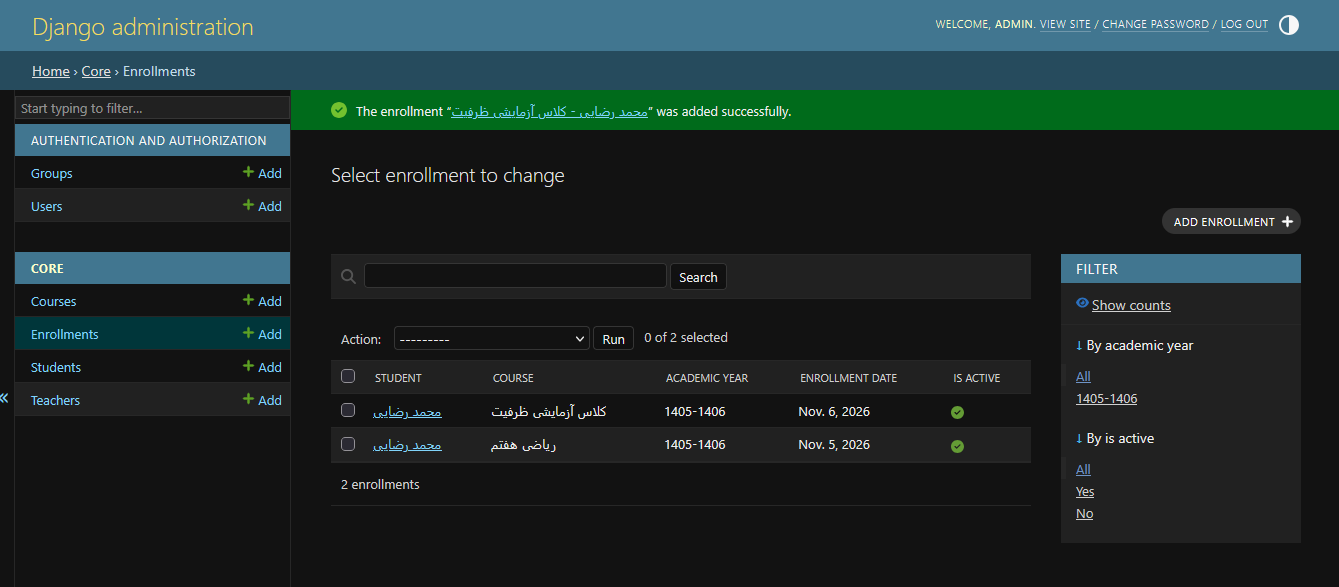 Django administration
WELCOME, ADMIN. VIEW SITE / CHANGE PASSWORD / LOG OUT
Home › Core › Enrollments
Start typing to filter...
AUTHENTICATION AND AUTHORIZATION
Groups + Add
Users + Add
CORE
Courses + Add
Enrollments + Add
Students + Add
Teachers + Add
«
The enrollment “محمد رضایی - کلاس آزمایشی ظرفیت” was added successfully.
Select enrollment to change
ADD ENROLLMENT +
Search
Action: --------- Run 0 of 2 selected
STUDENT COURSE ACADEMIC YEAR ENROLLMENT DATE IS ACTIVE
محمد رضایی کلاس آزمایشی ظرفیت 1405-1406 Nov. 6, 2026
محمد رضایی ریاضی هفتم 1405-1406 Nov. 5, 2026
2 enrollments
FILTER
Show counts
↓ By academic year
All
1405-1406
↓ By is active
All
Yes
No